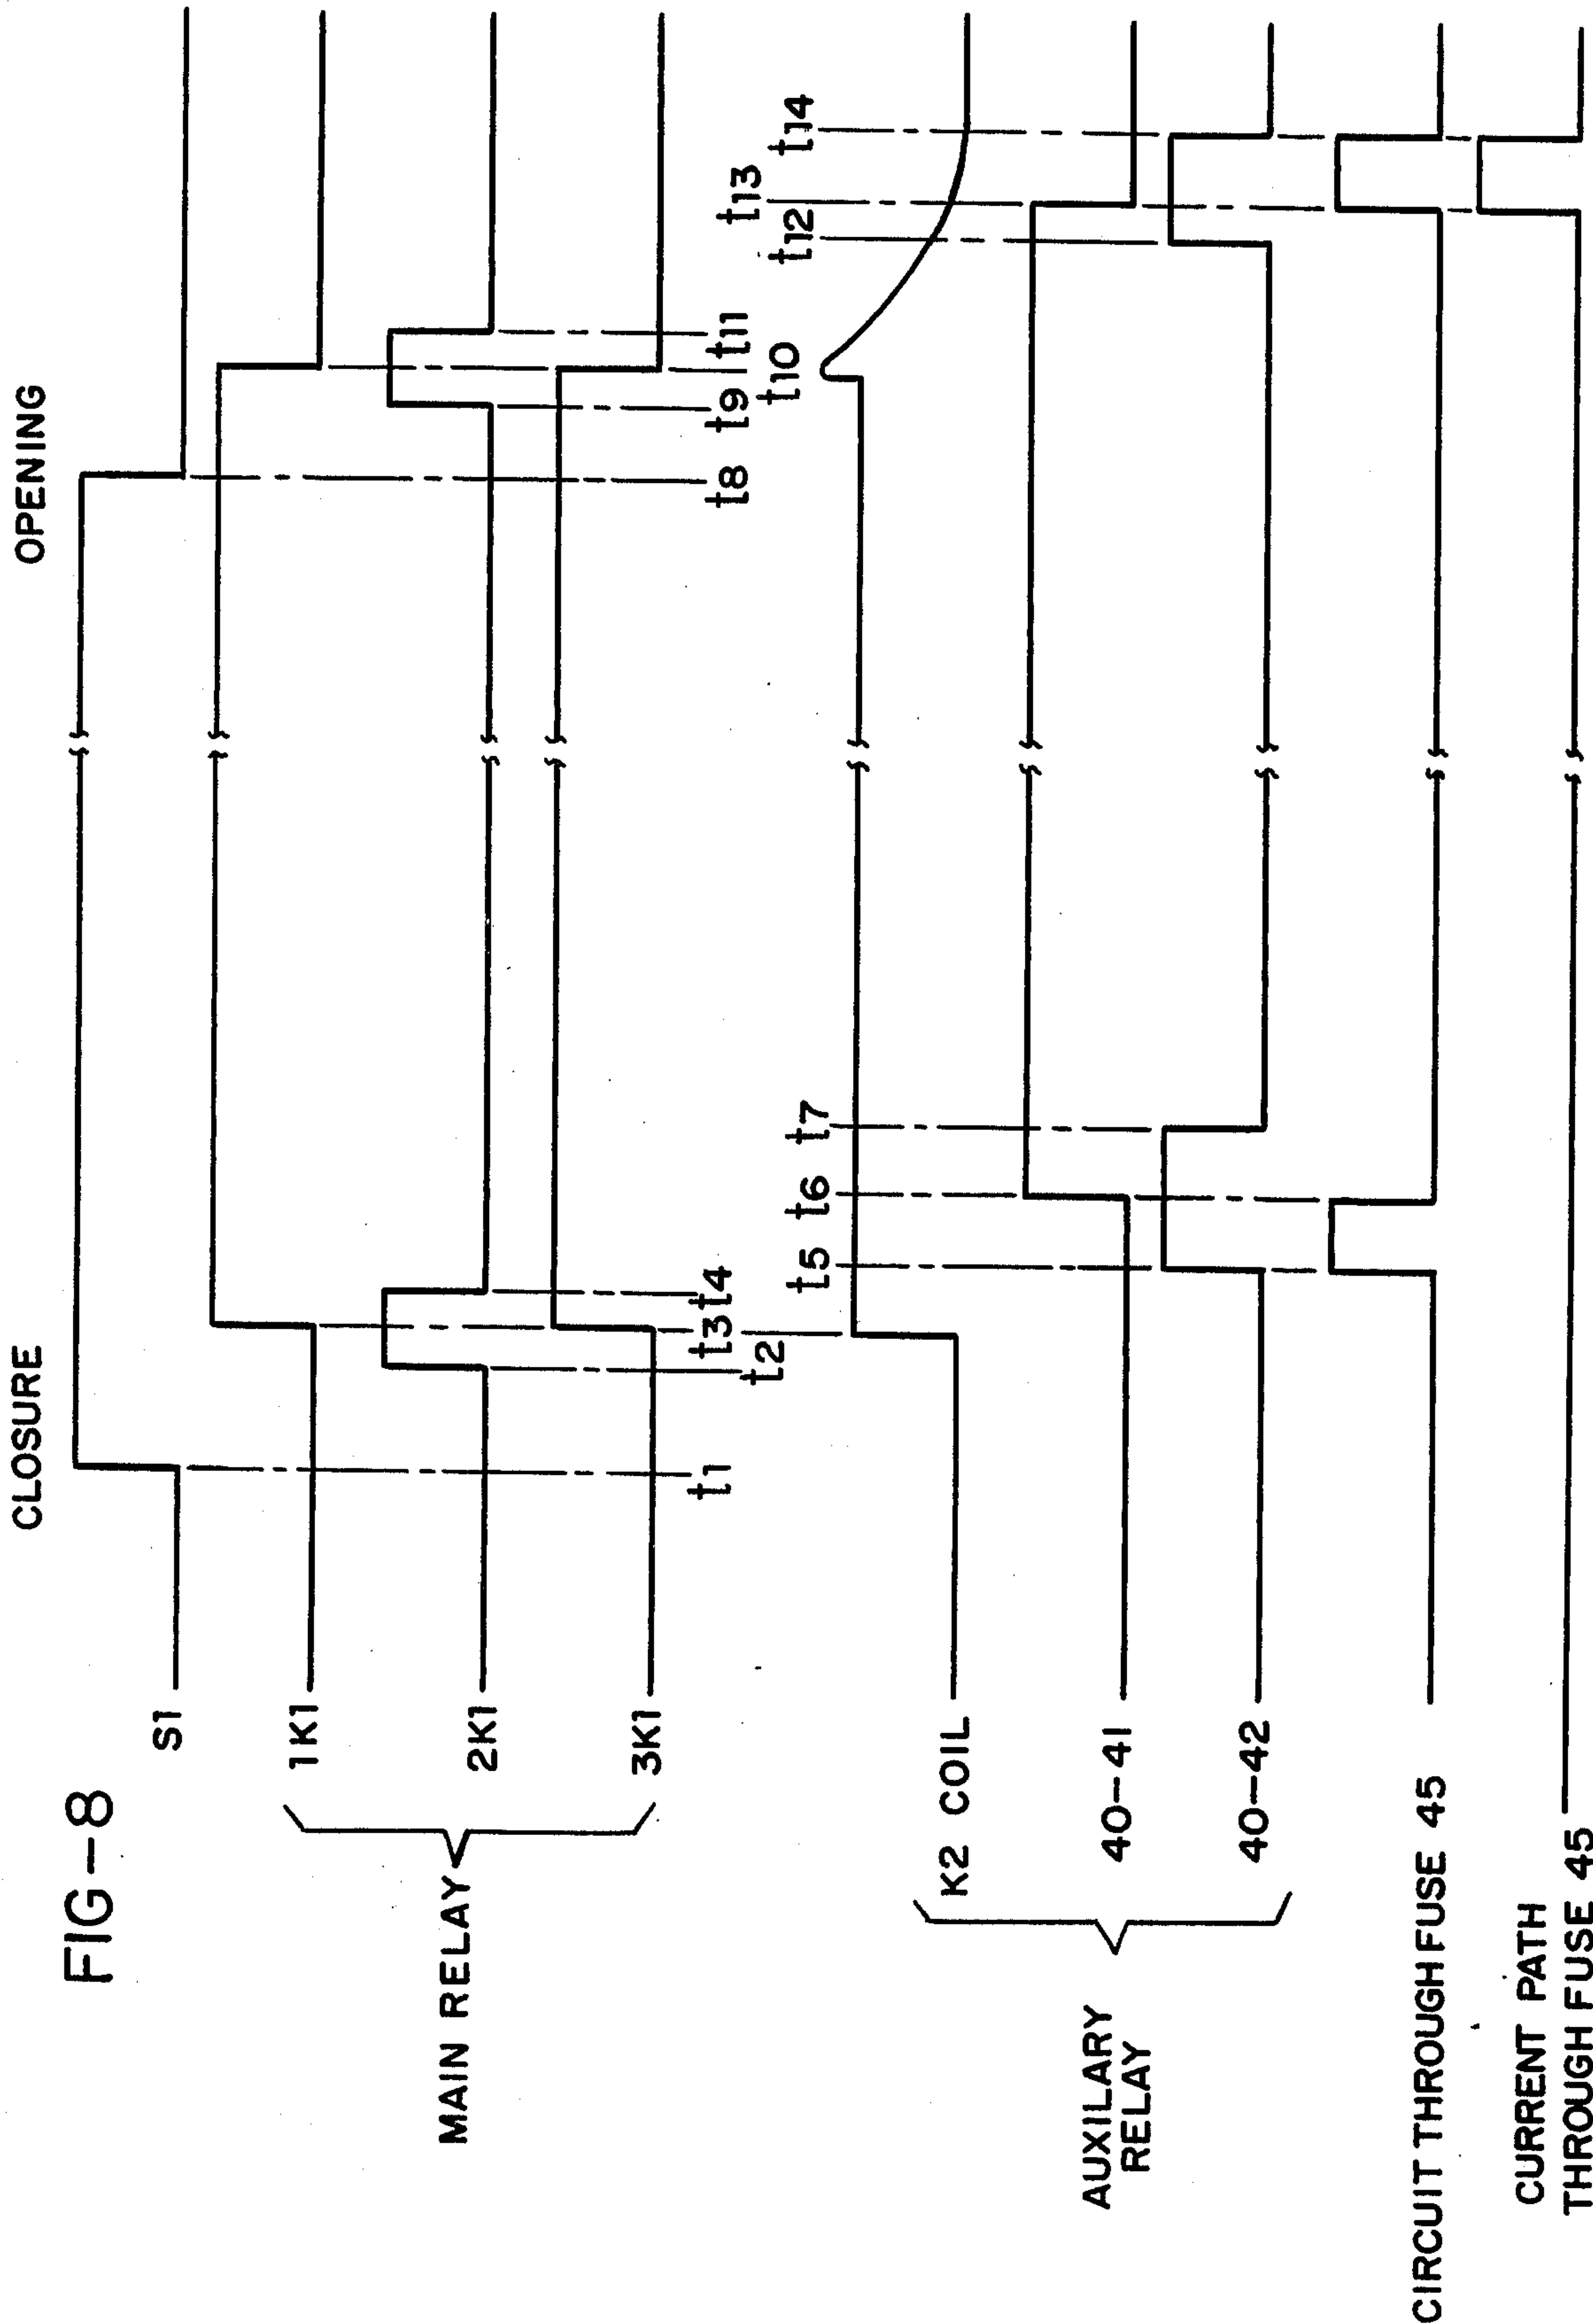 FIG-8
CLOSURE
OPENING
S1
1K1
2K1
3K1
MAIN RELAY
t1
t2
t3
t4
t8
t9
t10
t11
K2 COIL
40-41
40-42
AUXILARY
RELAY
t5
t6
t7
t12
t13
t14
CIRCUIT THROUGH FUSE 45
CURRENT PATH
THROUGH FUSE 45